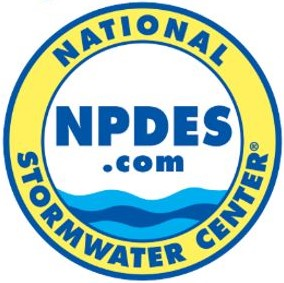 NATIONAL
NPDES
.com
STORMWATER CENTER®